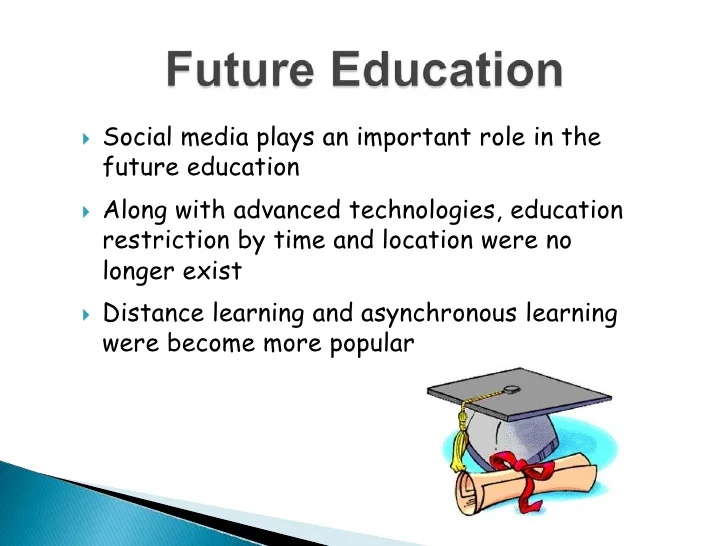 Future Education
Social media plays an important role in the
future education
Along with advanced technologies, education
restriction by time and location were no
longer exist
Distance learning and asynchronous learning
were become more popular